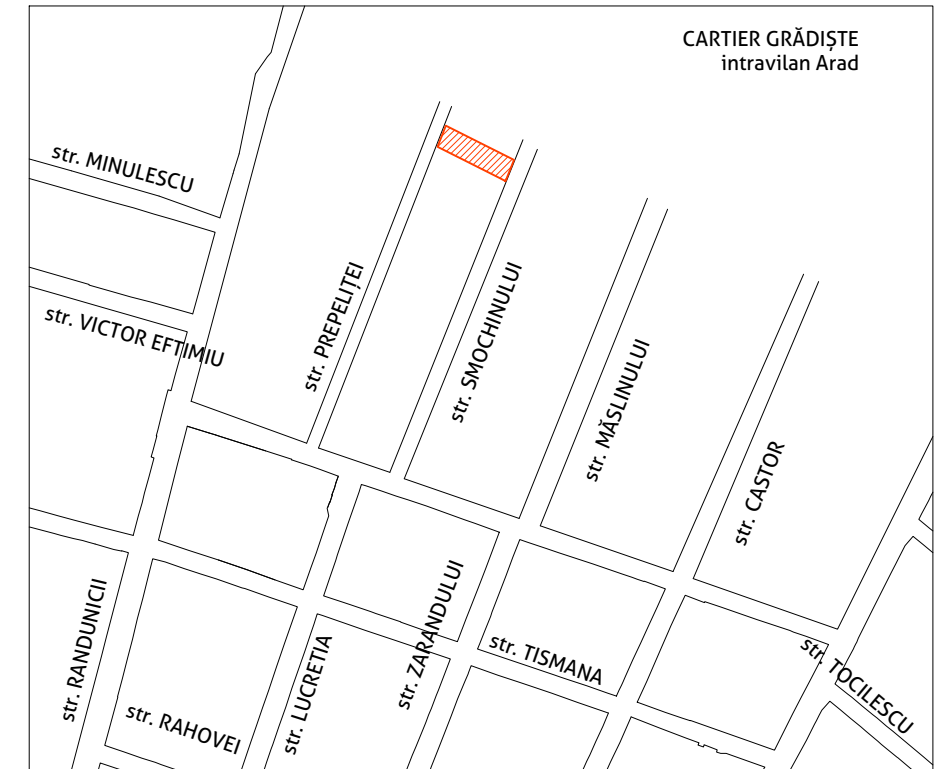 CARTIER GRĂDIȘTE
intravilan Arad
str. MINULESCU
str. VICTOR EFTIMIU
str. PREPELIȚEI
str. SMOCHINULUI
str. MĂSLINULUI
str. CASTOR
str. RANDUNICII
str. RAHOVEI
str. LUCRETIA
str. ZARANDULUI
str. TISMANA
str. TOCILESCU